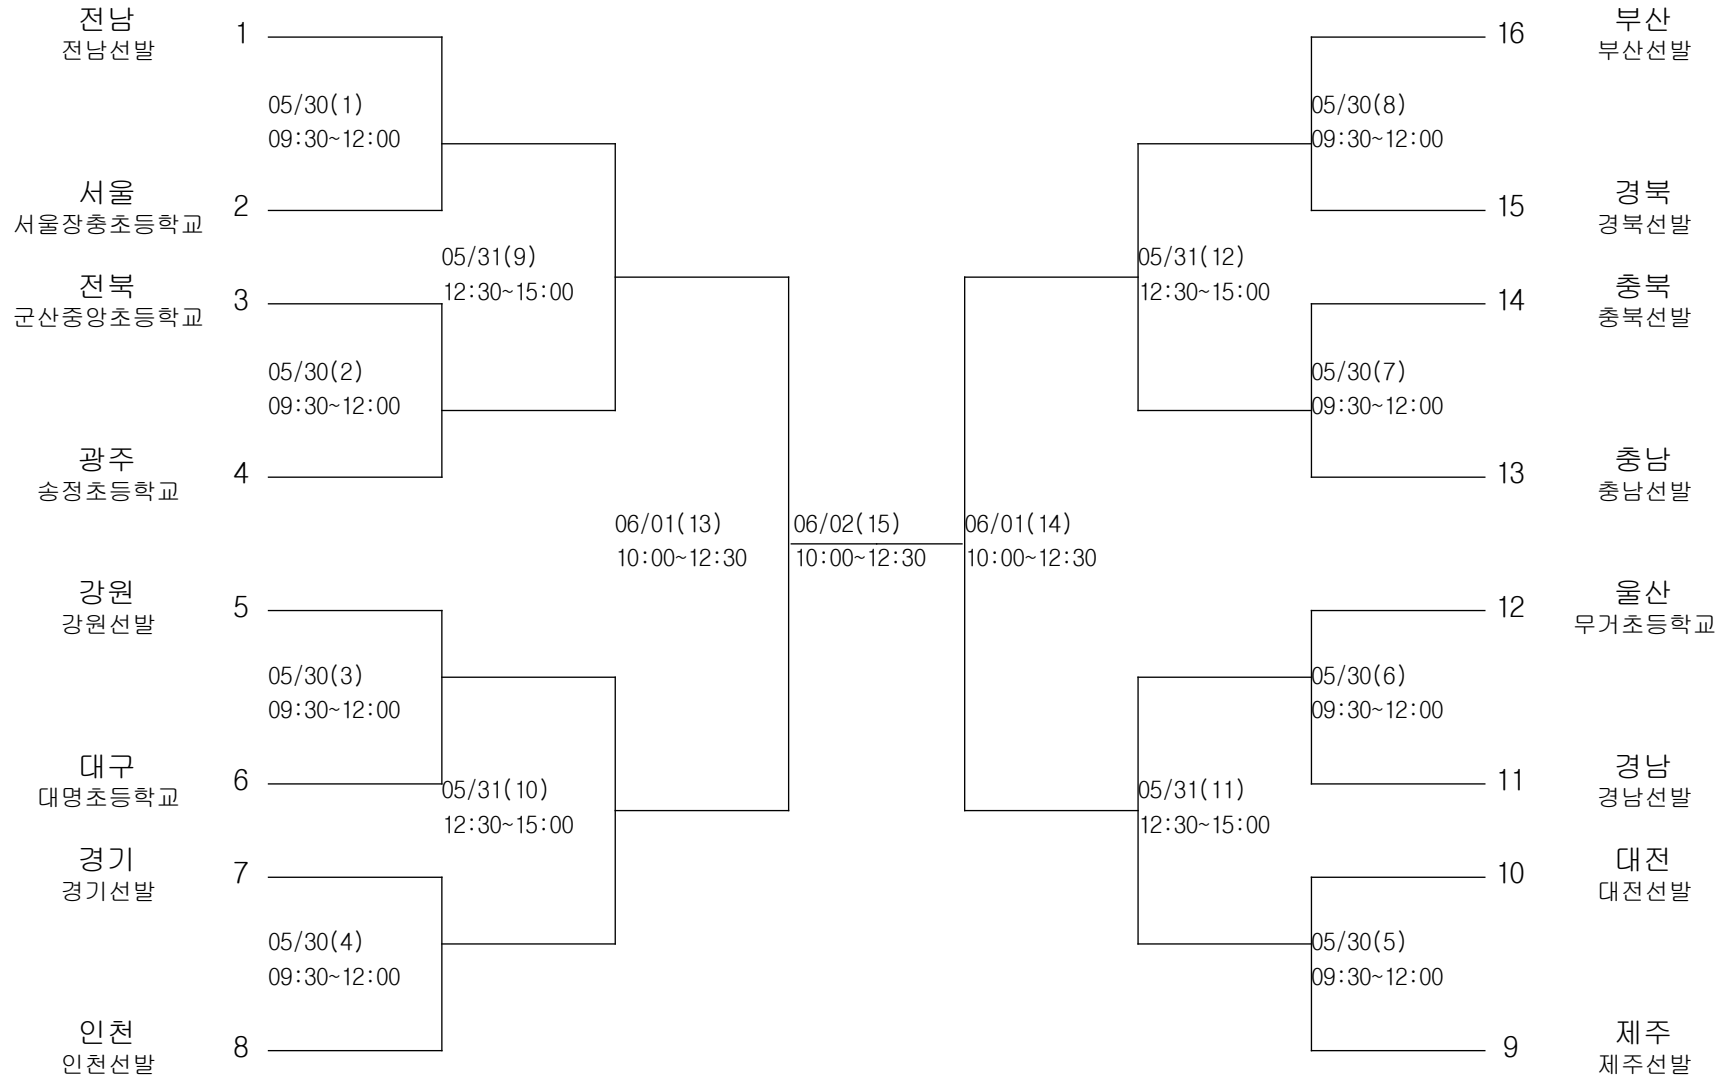 전남
전남선발
1
05/30(1)
09:30~12:00
서울
서울장충초등학교
2
05/31(9)
12:30~15:00
전북
군산중앙초등학교
3
05/30(2)
09:30~12:00
광주
송정초등학교
4
06/01(13)
10:00~12:30
강원
강원선발
5
05/30(3)
09:30~12:00
대구
대명초등학교
6
05/31(10)
12:30~15:00
경기
경기선발
7
05/30(4)
09:30~12:00
인천
인천선발
8
06/02(15)
10:00~12:30
16
부산
부산선발
05/30(8)
09:30~12:00
15
경북
경북선발
05/31(12)
12:30~15:00
14
충북
충북선발
05/30(7)
09:30~12:00
13
충남
충남선발
06/01(14)
10:00~12:30
12
울산
무거초등학교
05/30(6)
09:30~12:00
11
경남
경남선발
05/31(11)
12:30~15:00
10
대전
대전선발
05/30(5)
09:30~12:00
9
제주
제주선발